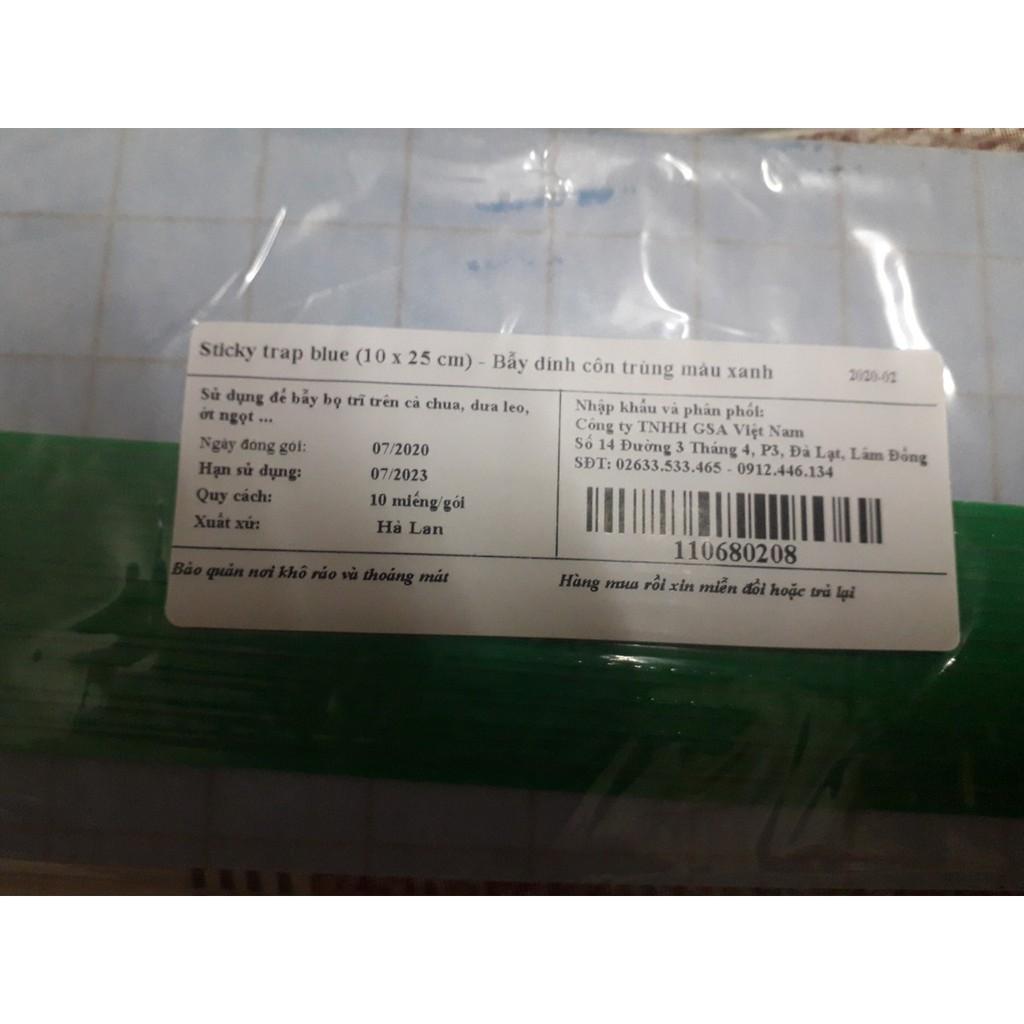 Sticky trap blue (10 x 25 cm) - Bẫy dính côn trùng màu xanh
2020-02
Sử dụng để bẫy bọ trĩ trên cà chua, dưa leo,
ớt ngọt ...
Ngày đóng gói: 07/2020
Hạn sử dụng: 07/2023
Quy cách: 10 miếng/gói
Xuất xứ: Hà Lan
Nhập khẩu và phân phối:
Công ty TNHH GSA Việt Nam
Số 14 Đường 3 Tháng 4, P3, Đà Lạt, Lâm Đồng
SĐT: 02633.533.465 - 0912.446.134
110680208
Bảo quản nơi khô ráo và thoáng mát
Hàng mua rồi xin miễn đổi hoặc trả lại